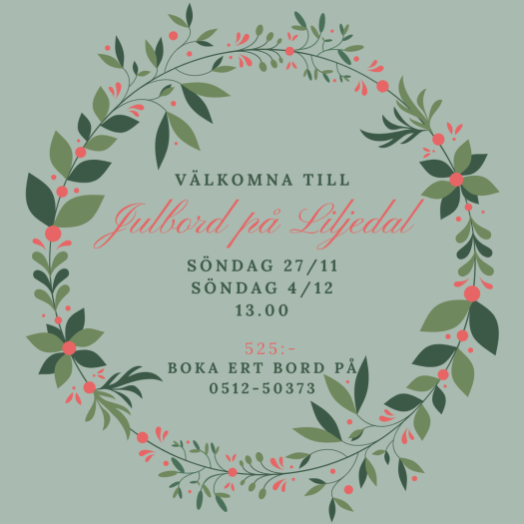 VÄLKOMNA TILL
Julbord på Liljedal
SÖNDAG 27/11
SÖNDAG 4/12
13.00
525:-
BOKA ERT BORD PÅ
0512-50373